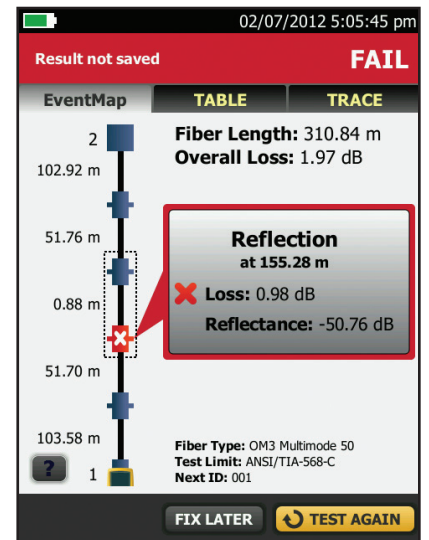 02/07/2012 5:05:45 pm
Result not saved FAIL
EventMap TABLE TRACE
2
Fiber Length: 310.84 m
Overall Loss: 1.97 dB
102.92 m
51.76 m
Reflection
at 155.28 m
Loss: 0.98 dB
0.88 m
Reflectance: -50.76 dB
51.70 m
103.58 m
Fiber Type: OM3 Multimode 50
Test Limit: ANSI/TIA-568-C
Next ID: 001
? 1
FIX LATER TEST AGAIN